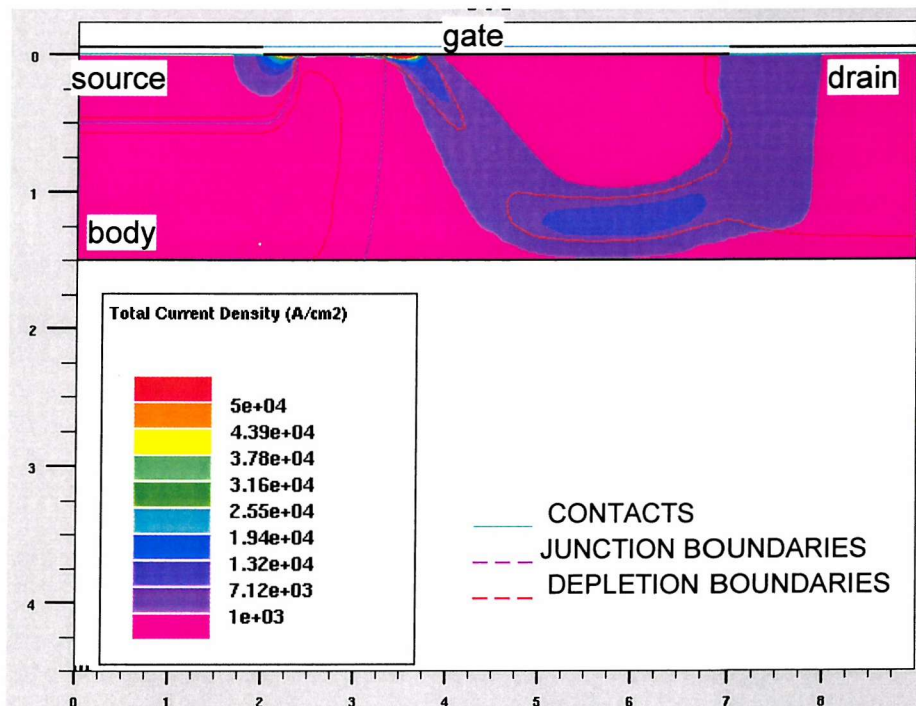 gate
0
source
drain
1
body
Total Current Density (A/cm2)
2
5e+04
4.39e+04
3.78e+04
3
3.16e+04
2.55e+04
CONTACTS
1.94e+04
JUNCTION BOUNDARIES
1.32e+04
DEPLETION BOUNDARIES
7.12e+03
4
1e+03
0 1 2 3 4 5 6 7 8